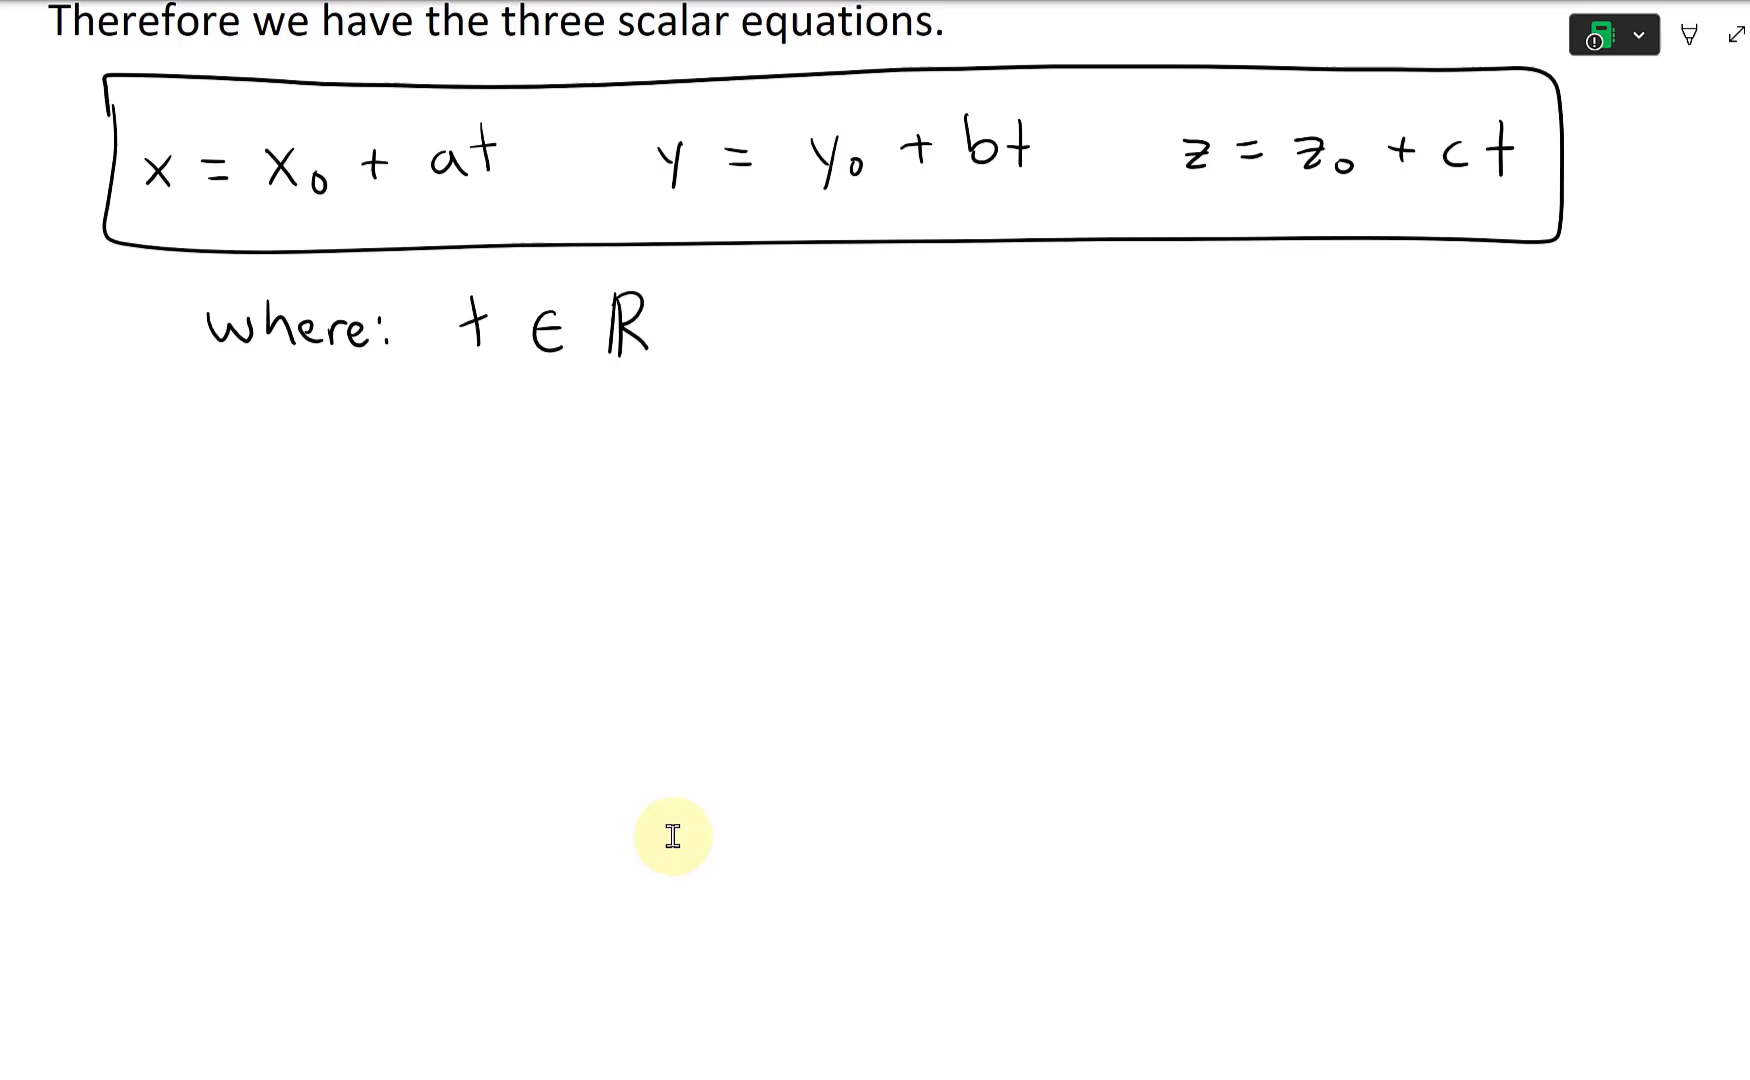 Therefore we have the three scalar equations.
x = x₀ + at y = y₀ + bt z = z₀ + ct
where: t ∈ ℝ